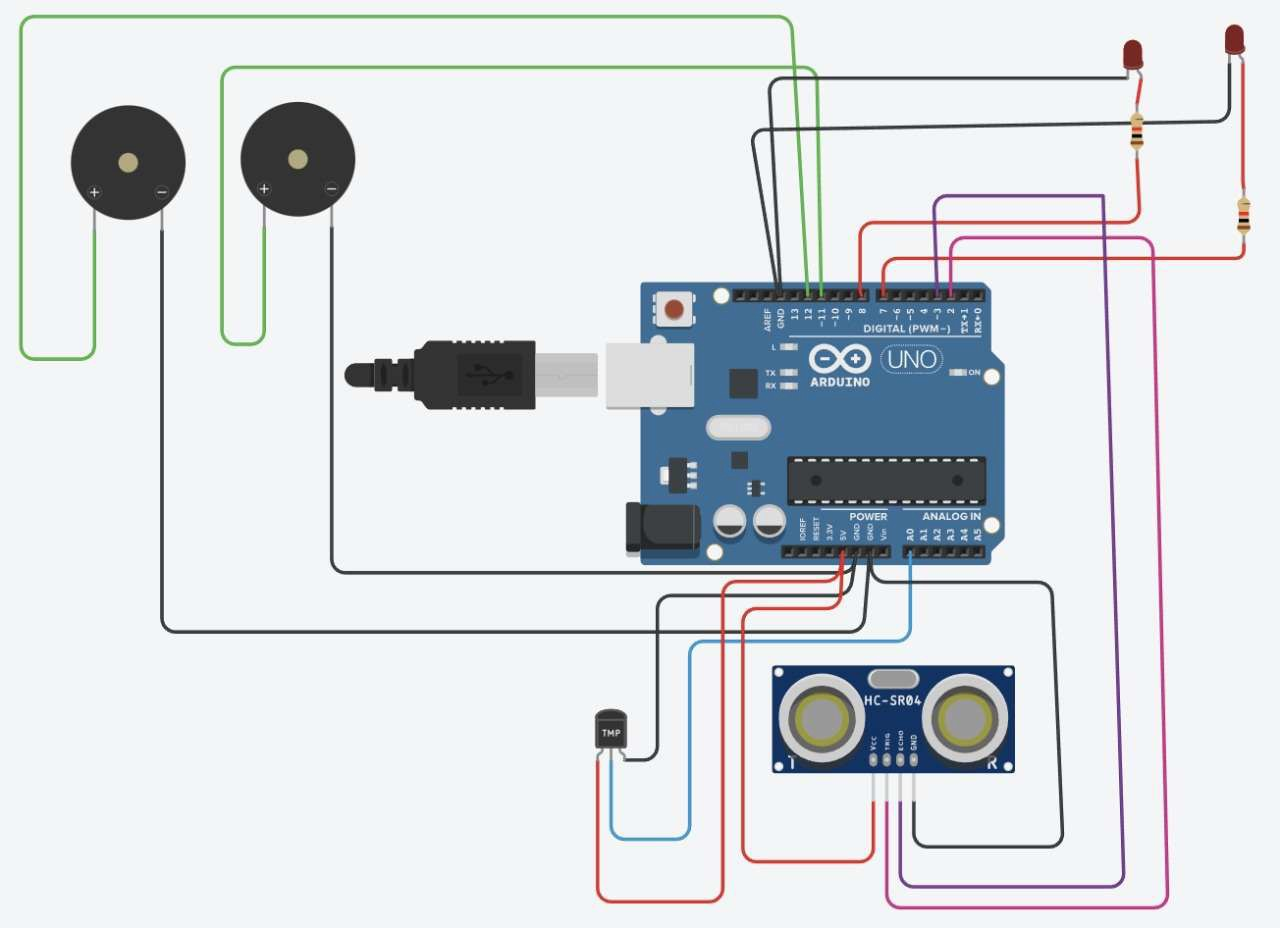 + −
+ −
AREF
GND
13
12
~11
~10
~9
8
7
~6
~5
4
~3
2
TX→1
RX←0
DIGITAL (PWM~)
L
TX
RX
ARDUINO
UNO
ON
IOREF
RESET
3.3V
5V
GND
GND
Vin
POWER
ANALOG IN
A0
A1
A2
A3
A4
A5
TMP
HC-SR04
VCC
TRIG
ECHO
GND
T
R